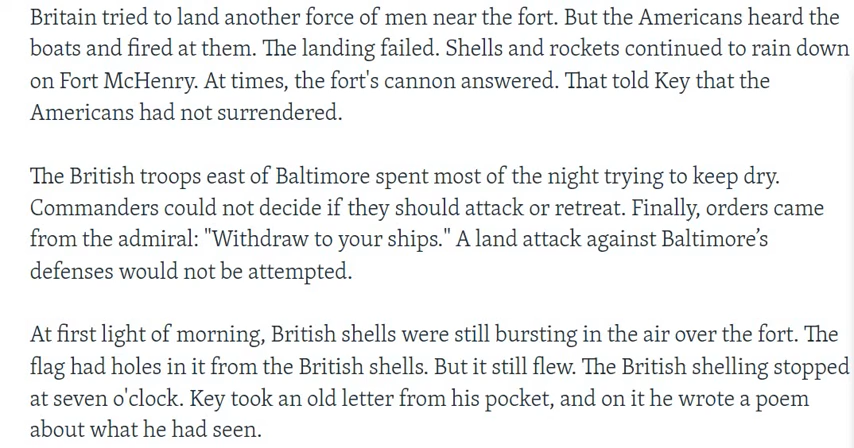 Britain tried to land another force of men near the fort. But the Americans heard the
boats and fired at them. The landing failed. Shells and rockets continued to rain down
on Fort McHenry. At times, the fort's cannon answered. That told Key that the
Americans had not surrendered.
The British troops east of Baltimore spent most of the night trying to keep dry.
Commanders could not decide if they should attack or retreat. Finally, orders came
from the admiral: "Withdraw to your ships." A land attack against Baltimore’s
defenses would not be attempted.
At first light of morning, British shells were still bursting in the air over the fort. The
flag had holes in it from the British shells. But it still flew. The British shelling stopped
at seven o'clock. Key took an old letter from his pocket, and on it he wrote a poem
about what he had seen.